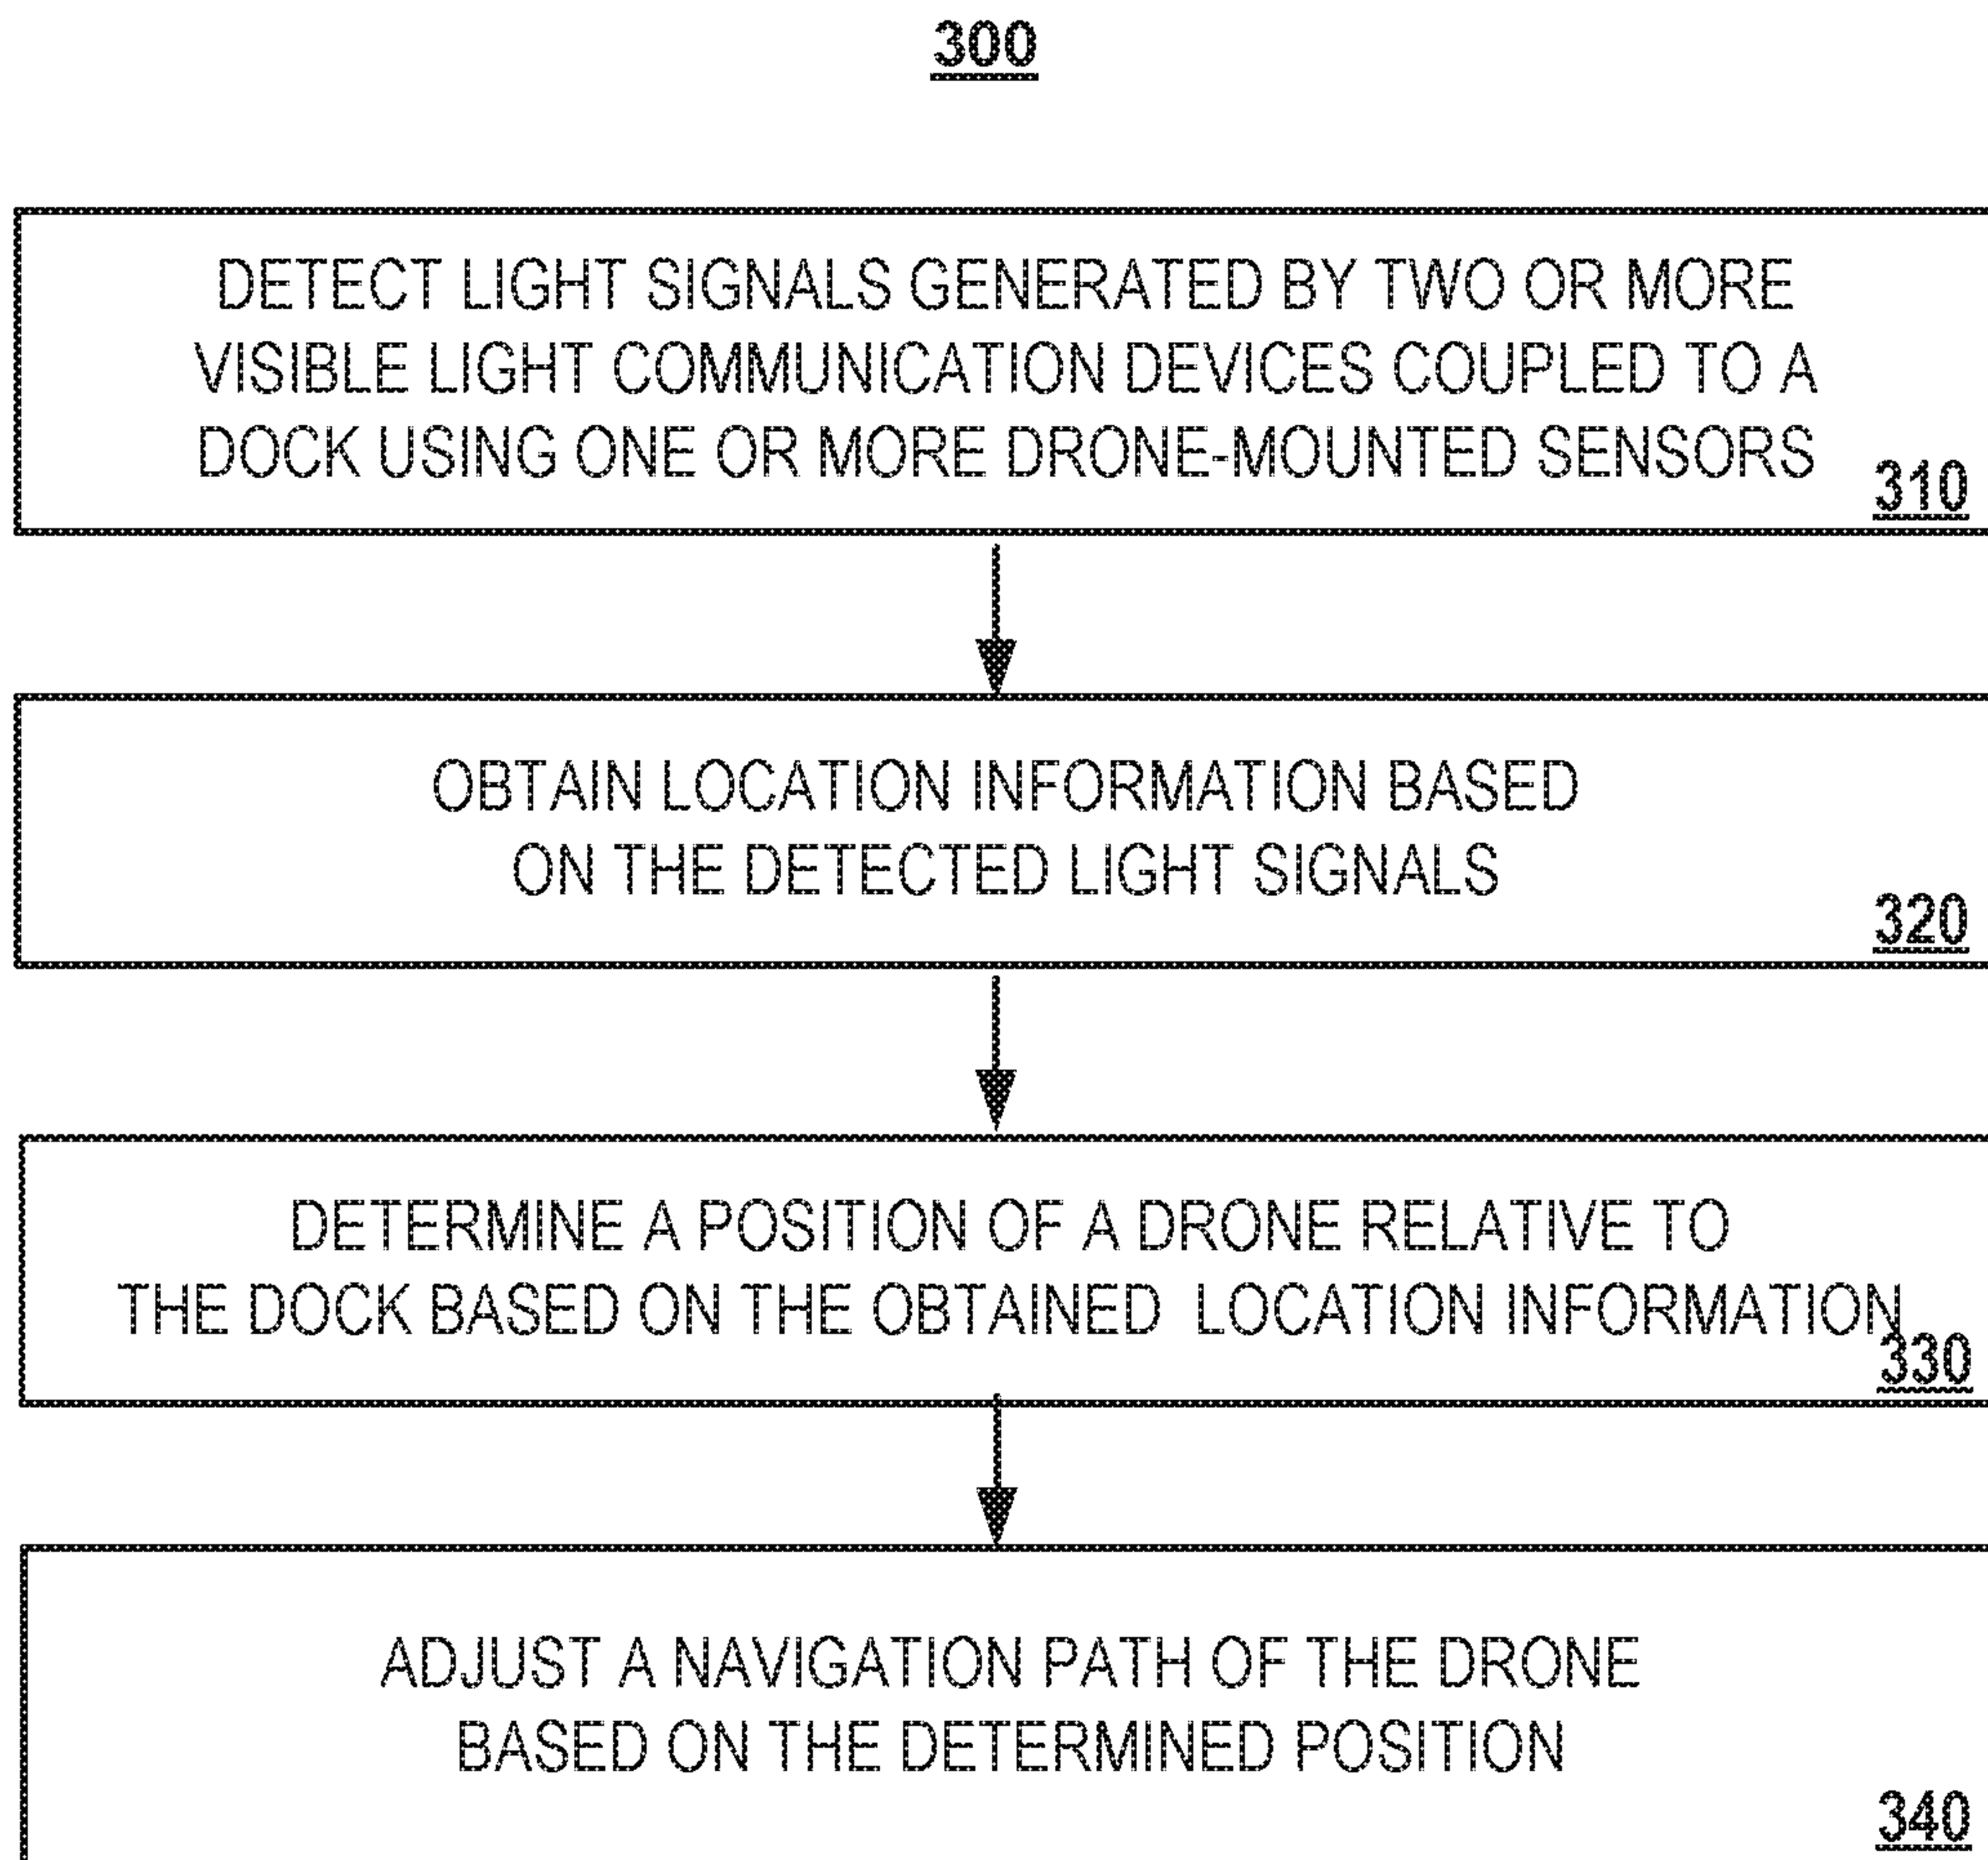 300
DETECT LIGHT SIGNALS GENERATED BY TWO OR MORE
VISIBLE LIGHT COMMUNICATION DEVICES COUPLED TO A
DOCK USING ONE OR MORE DRONE-MOUNTED SENSORS
310
OBTAIN LOCATION INFORMATION BASED
ON THE DETECTED LIGHT SIGNALS
320
DETERMINE A POSITION OF A DRONE RELATIVE TO
THE DOCK BASED ON THE OBTAINED LOCATION INFORMATION
330
ADJUST A NAVIGATION PATH OF THE DRONE
BASED ON THE DETERMINED POSITION
340